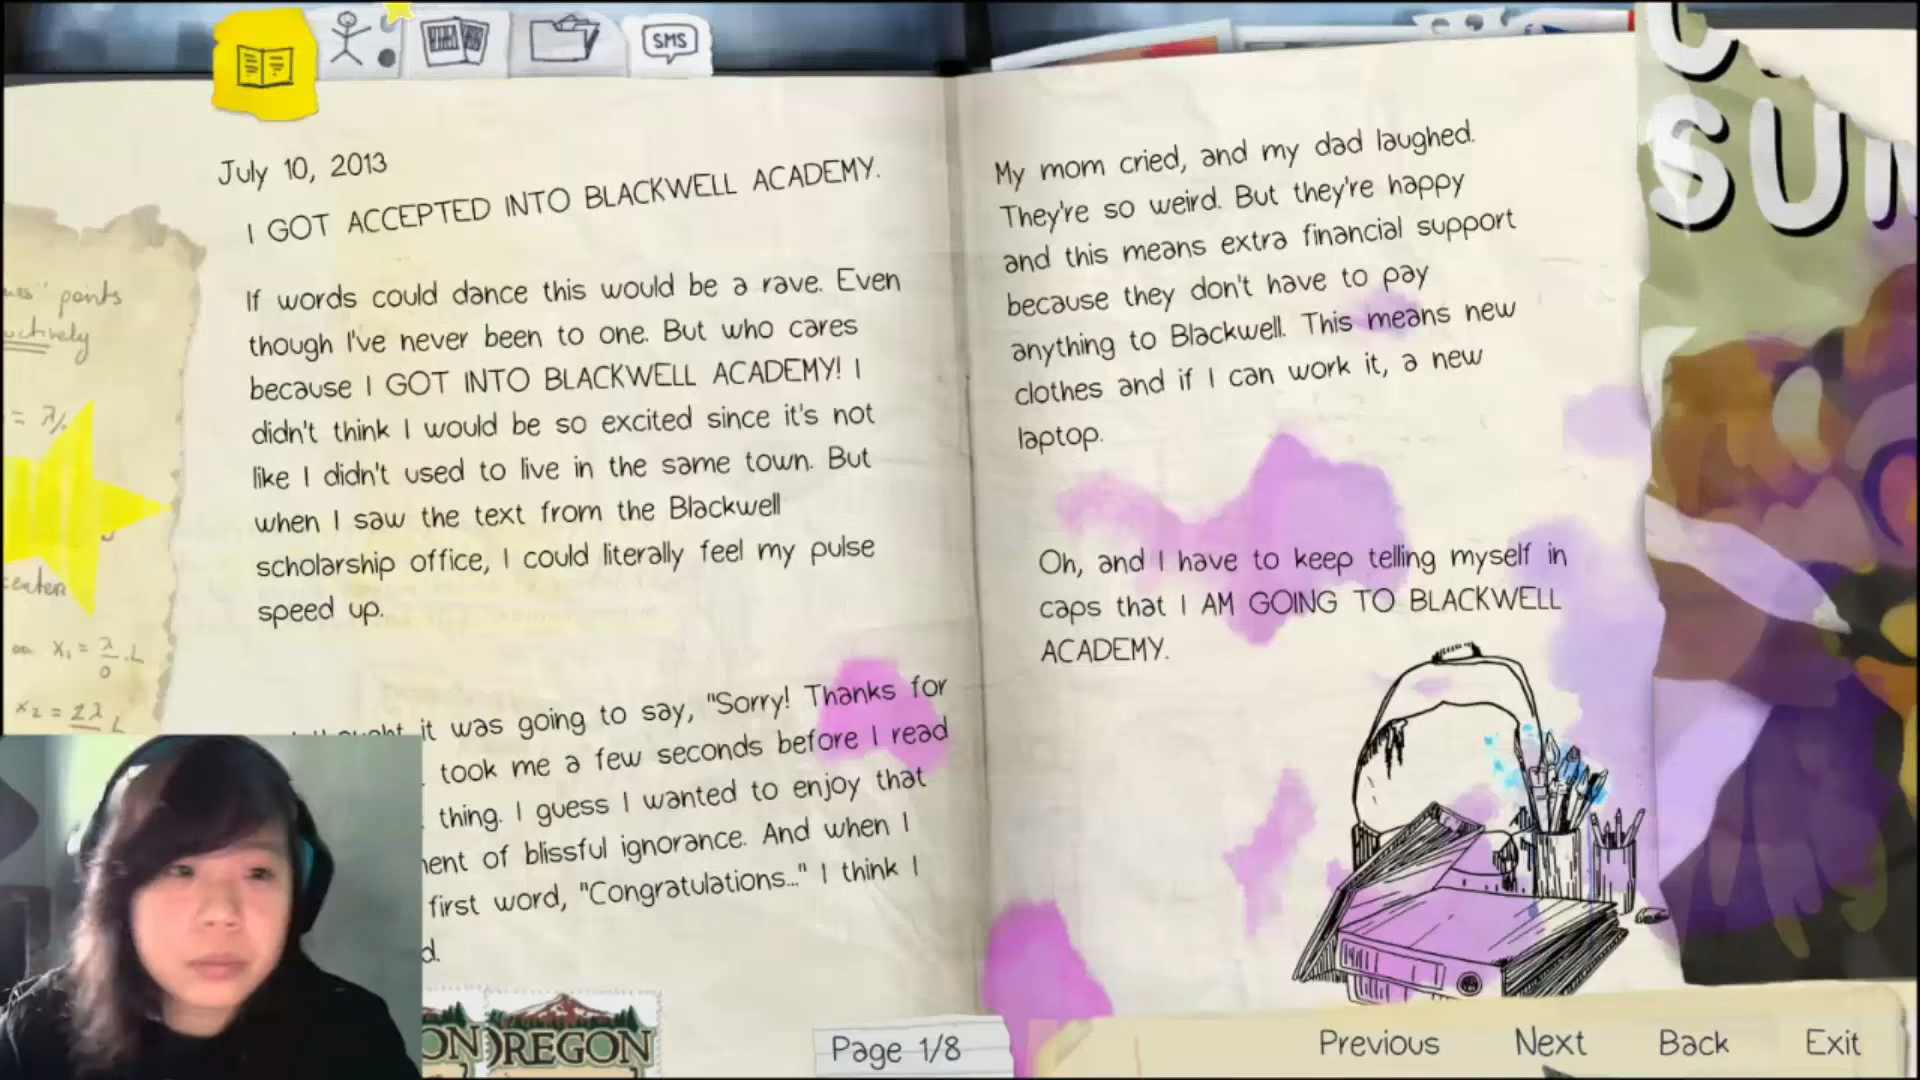 SMS
July 10, 2013
I GOT ACCEPTED INTO BLACKWELL ACADEMY.
If words could dance this would be a rave. Even
though I've never been to one. But who cares
because I GOT INTO BLACKWELL ACADEMY! I
didn't think I would be so excited since it's not
like I didn't used to live in the same town. But
when I saw the text from the Blackwell
scholarship office, I could literally feel my pulse
speed up.
it was going to say, "Sorry! Thanks for
took me a few seconds before I read
thing. I guess I wanted to enjoy that
of blissful ignorance. And when I
first word, "Congratulations..." I think I
d.
OREGON
My mom cried, and my dad laughed.
They're so weird. But they're happy
and this means extra financial support
because they don't have to pay
anything to Blackwell. This means new
clothes and if I can work it, a new
laptop.
Oh, and I have to keep telling myself in
caps that I AM GOING TO BLACKWELL
ACADEMY.
Page 1/8
Previous Next Back Exit